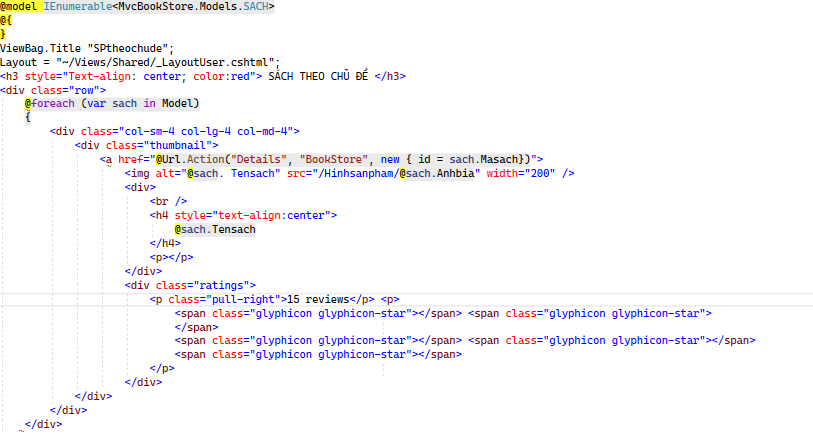 @model IEnumerable<MvcBookStore.Models.SACH>
@{
}
ViewBag.Title "SPtheochude";
Layout = "~/Views/Shared/_LayoutUser.cshtml";
<h3 style="Text-align: center; color:red"> SÁCH THEO CHỦ ĐỀ </h3>
<div class="row">
@foreach (var sach in Model)
{
<div class="col-sm-4 col-lg-4 col-md-4">
<div class="thumbnail">
<a href="@Url.Action("Details", "BookStore", new { id = sach.Masach})">
<img alt="@sach. Tensach" src="/Hinhsanpham/@sach.Anhbia" width="200" />
<div>
<br />
<h4 style="text-align:center">
@sach.Tensach
</h4>
<p></p>
</div>
<div class="ratings">
<p class="pull-right">15 reviews</p> <p>
<span class="glyphicon glyphicon-star"></span> <span class="glyphicon glyphicon-star">
</span>
<span class="glyphicon glyphicon-star"></span> <span class="glyphicon glyphicon-star"></span>
<span class="glyphicon glyphicon-star"></span>
</p>
</div>
</div>
</div>
</div>